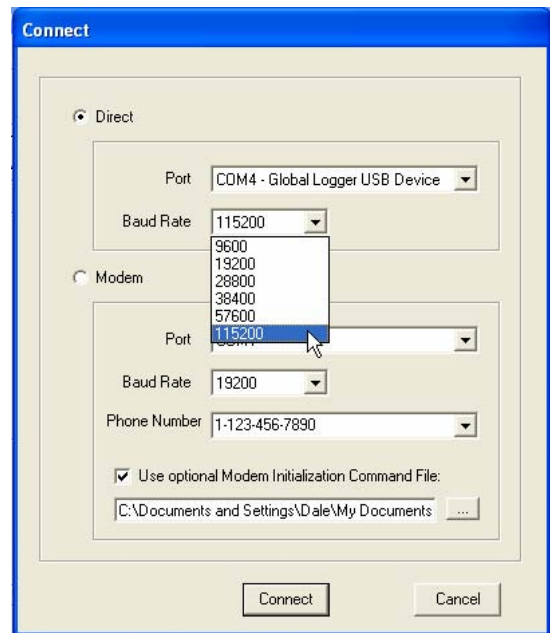 Connect
Direct
Port COM4 - Global Logger USB Device
Baud Rate 115200
9600
19200
28800
38400
57600
115200
Modem
Port
Baud Rate 19200
Phone Number 1-123-456-7890
Use optional Modem Initialization Command File:
C:\Documents and Settings\Dale\My Documents ...
Connect Cancel